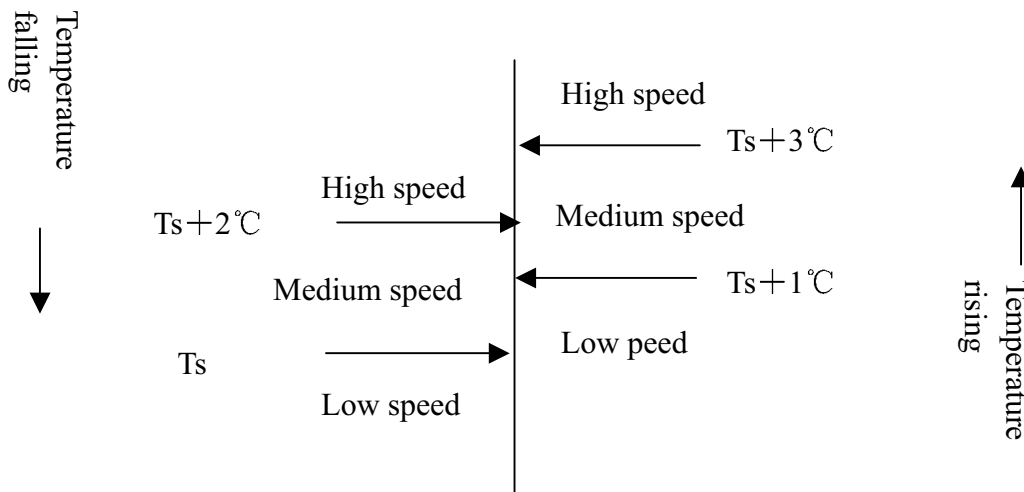 Temperature
falling
High speed
Ts＋3℃
High speed
Ts＋2℃
Medium speed
Medium speed
Ts＋1℃
Low peed
Ts
Low speed
Temperature
rising